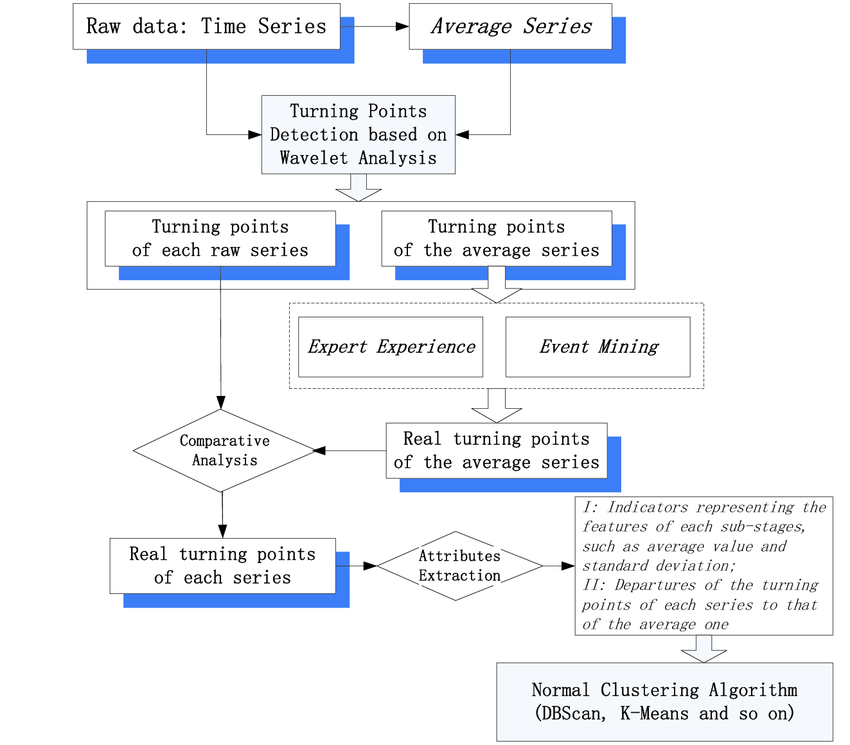 Raw data: Time Series
Average Series
Turning Points
Detection based on
Wavelet Analysis
Turning points
of each raw series
Turning points
of the average series
Expert Experience
Event Mining
Comparative
Analysis
Real turning points
of the average series
Real turning points
of each series
Attributes
Extraction
I: Indicators representing the
features of each sub-stages,
such as average value and
standard deviation;
II: Departures of the turning
points of each series to that
of the average one
Normal Clustering Algorithm
(DBScan, K-Means and so on)